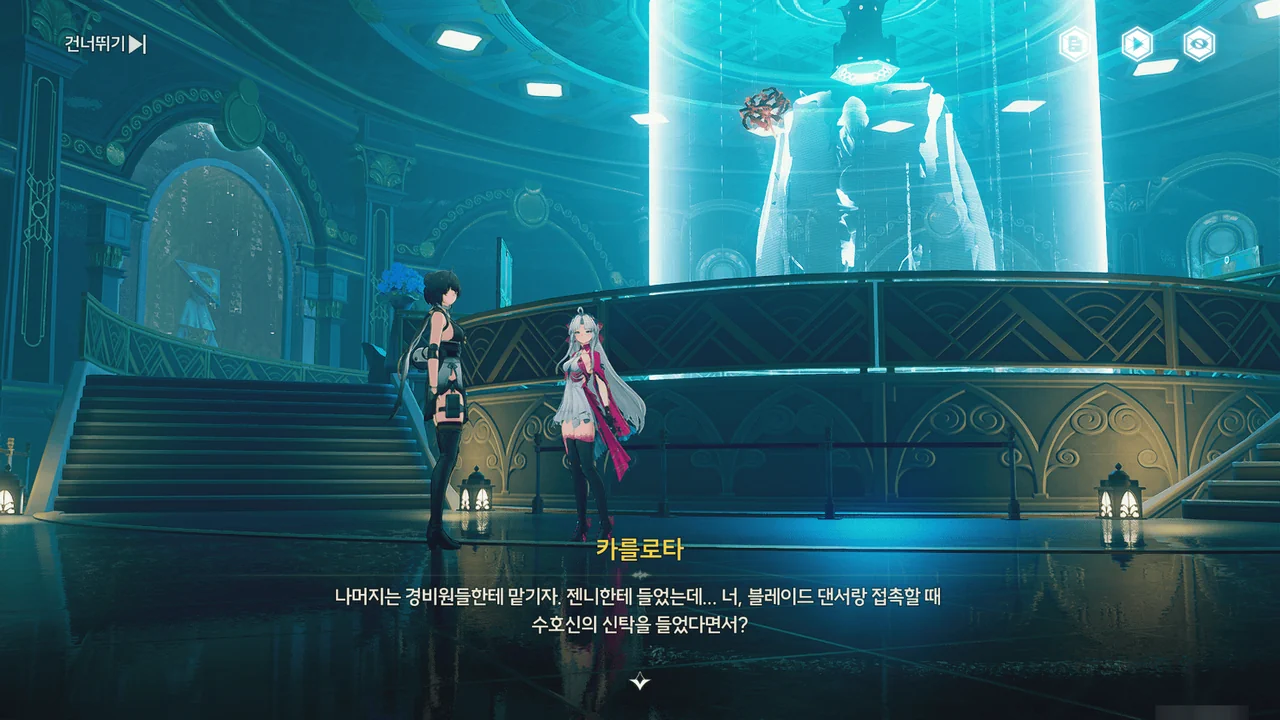 건너뛰기
카를로타
나머지는 경비원들한테 맡기자. 젠니한테 들었는데... 너, 블레이드 댄서랑 접촉할 때
수호신의 신탁을 들었다면서?